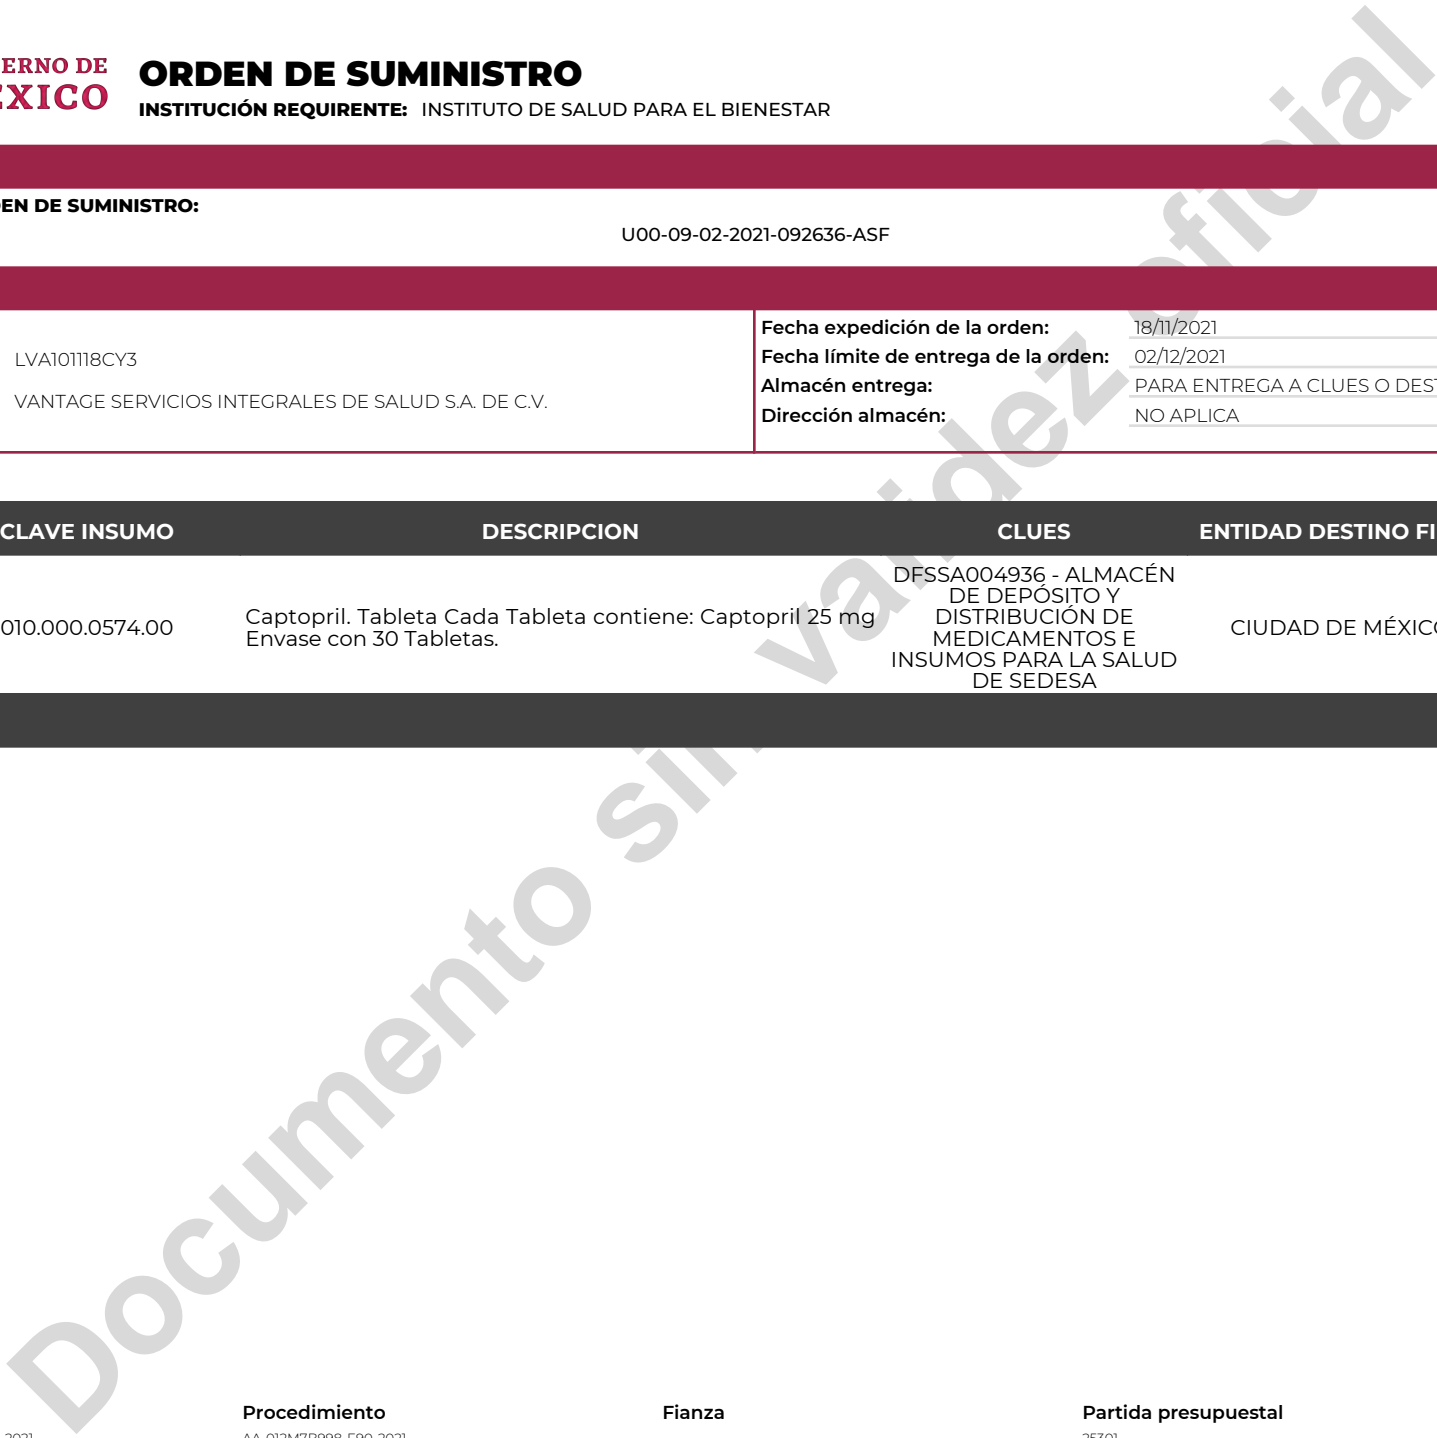 ERNO DE
ÉXICO
ORDEN DE SUMINISTRO
INSTITUCIÓN REQUIRENTE: INSTITUTO DE SALUD PARA EL BIENESTAR
EN DE SUMINISTRO:
U00-09-02-2021-092636-ASF
LVA101118CY3
VANTAGE SERVICIOS INTEGRALES DE SALUD S.A. DE C.V.
Fecha expedición de la orden: 18/11/2021
Fecha límite de entrega de la orden: 02/12/2021
Almacén entrega: PARA ENTREGA A CLUES O DEST
Dirección almacén: NO APLICA
CLAVE INSUMO DESCRIPCION CLUES ENTIDAD DESTINO FI
010.000.0574.00
Captopril. Tableta Cada Tableta contiene: Captopril 25 mg
Envase con 30 Tabletas.
DFSSA004936 - ALMACÉN
DE DEPÓSITO Y
DISTRIBUCIÓN DE
MEDICAMENTOS E
INSUMOS PARA LA SALUD
DE SEDESA
CIUDAD DE MÉXICO
Documento sin validez oficial
Procedimiento Fianza Partida presupuestal